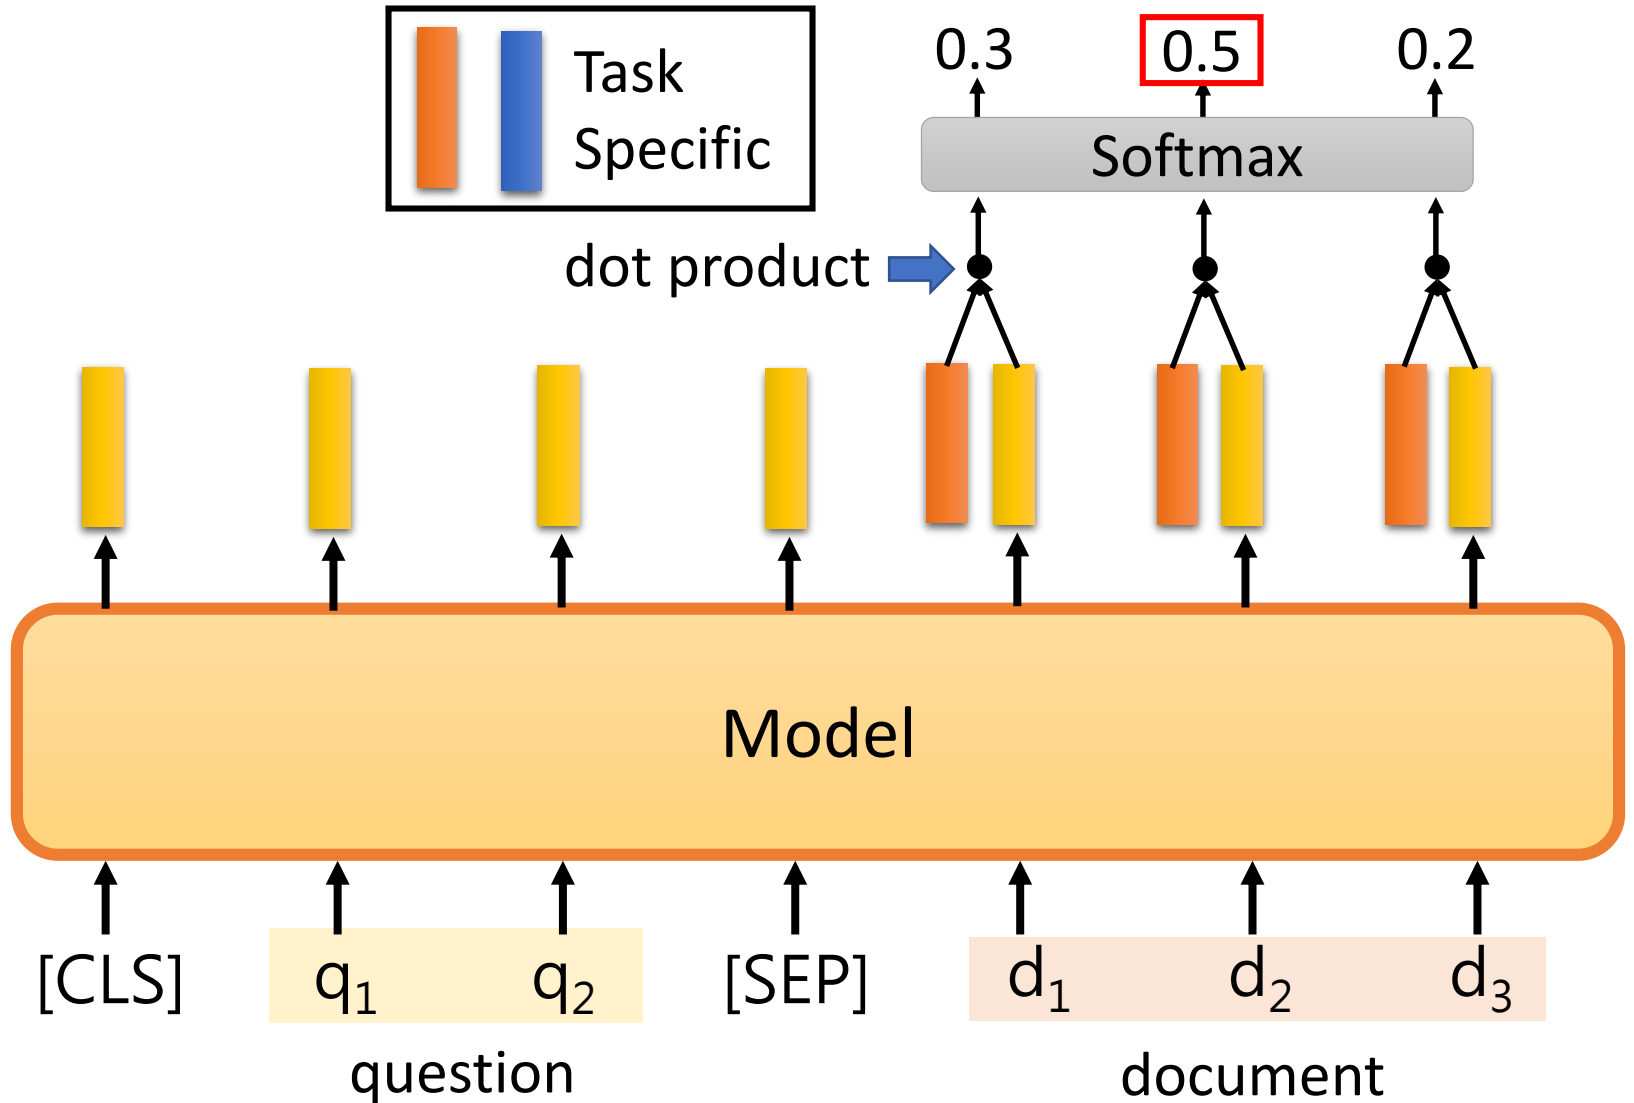 Task
Specific
0.3 0.5 0.2
Softmax
dot product
Model
[CLS] q1 q2 [SEP] d1 d2 d3
question document